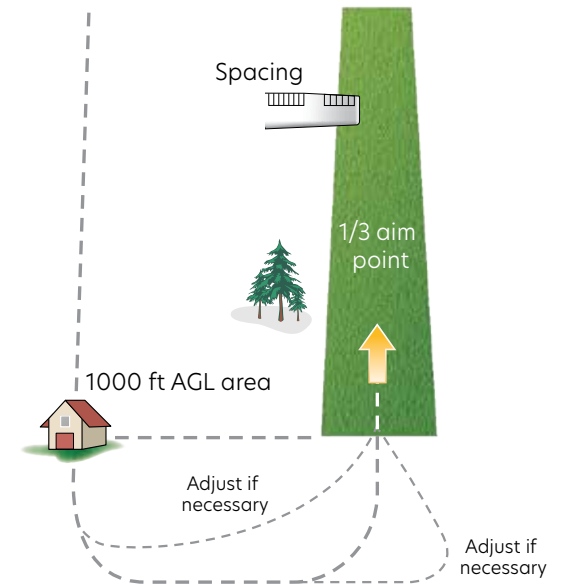 Spacing
1/3 aim
point
1000 ft AGL area
Adjust if
necessary
Adjust if
necessary